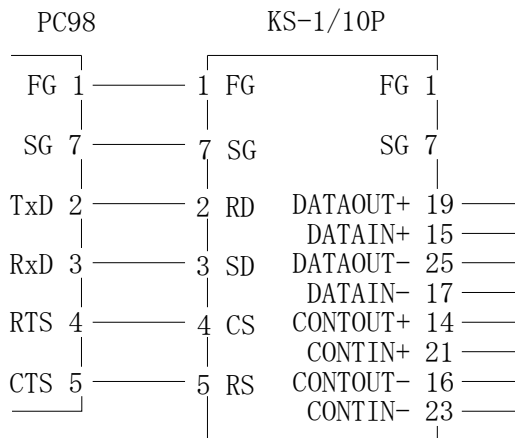 PC98 KS-1/10P
FG 1 1 FG FG 1
SG 7 7 SG SG 7
TxD 2 2 RD DATAOUT+ 19
DATAIN+ 15
RxD 3 3 SD DATAOUT- 25
DATAIN- 17
RTS 4 4 CS CONTOUT+ 14
CONTIN+ 21
CTS 5 5 RS CONTOUT- 16
CONTIN- 23